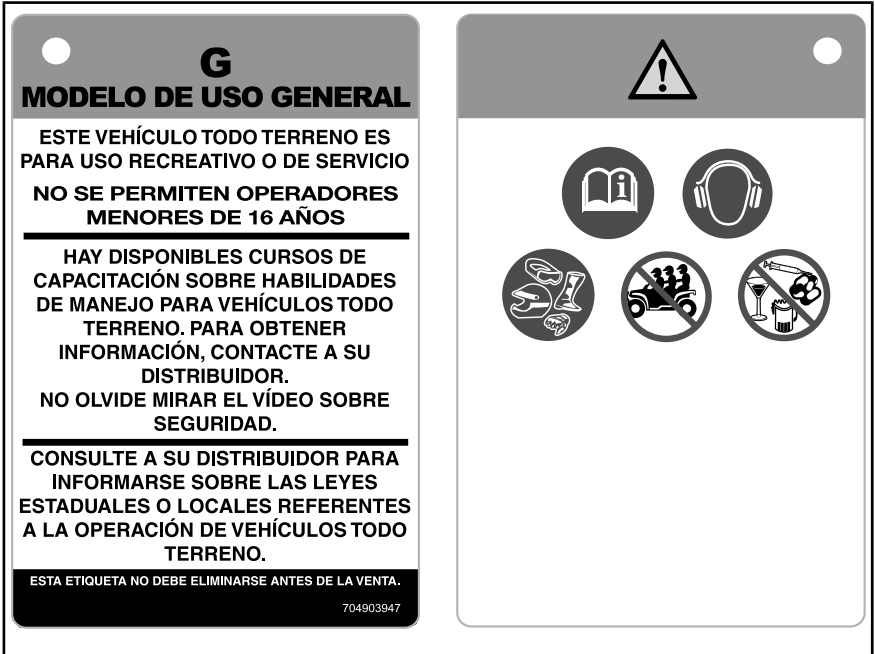 G
MODELO DE USO GENERAL
ESTE VEHÍCULO TODO TERRENO ES
PARA USO RECREATIVO O DE SERVICIO
NO SE PERMITEN OPERADORES
MENORES DE 16 AÑOS
HAY DISPONIBLES CURSOS DE
CAPACITACIÓN SOBRE HABILIDADES
DE MANEJO PARA VEHÍCULOS TODO
TERRENO. PARA OBTENER
INFORMACIÓN, CONTACTE A SU
DISTRIBUIDOR.
NO OLVIDE MIRAR EL VÍDEO SOBRE
SEGURIDAD.
CONSULTE A SU DISTRIBUIDOR PARA
INFORMARSE SOBRE LAS LEYES
ESTADUALES O LOCALES REFERENTES
A LA OPERACIÓN DE VEHÍCULOS TODO
TERRENO.
ESTA ETIQUETA NO DEBE ELIMINARSE ANTES DE LA VENTA.
704903947